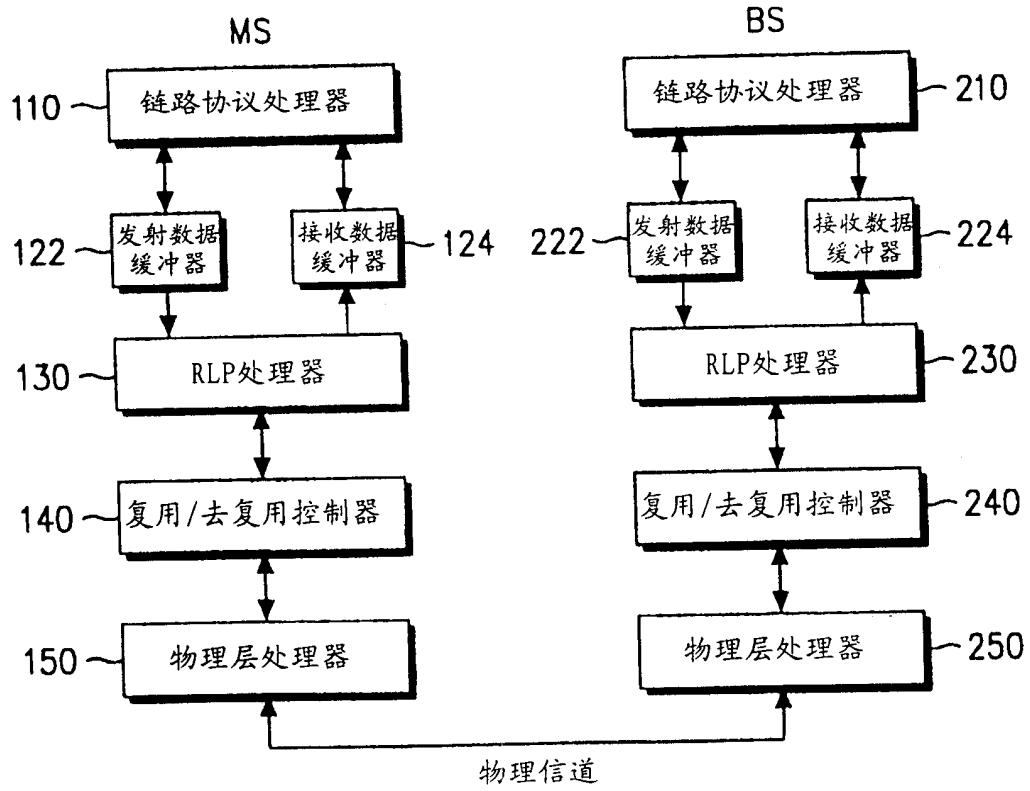 MS
BS
110
链路协议处理器
链路协议处理器
210
122
发射数据
缓冲器
接收数据
缓冲器
124
222
发射数据
缓冲器
接收数据
缓冲器
224
130
RLP处理器
RLP处理器
230
140
复用/去复用控制器
复用/去复用控制器
240
150
物理层处理器
物理层处理器
250
物理信道